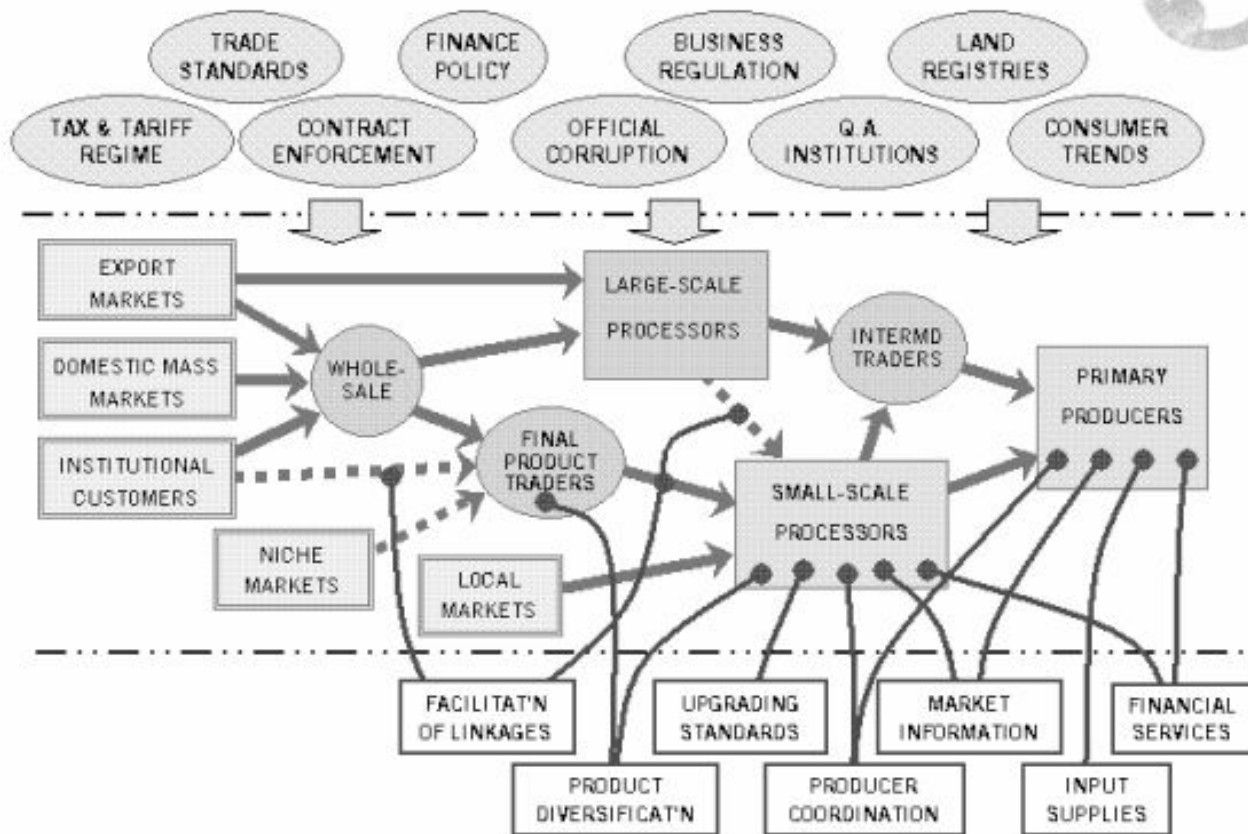 TRADE
STANDARDS
FINANCE
POLICY
BUSINESS
REGULATION
LAND
REGISTRIES
TAX & TARIFF
REGIME
CONTRACT
ENFORCEMENT
OFFICIAL
CORRUPTION
Q.A.
INSTITUTIONS
CONSUMER
TRENDS
EXPORT
MARKETS
LARGE-SCALE
PROCESSORS
INTERMD
TRADERS
DOMESTIC MASS
MARKETS
WHOLE-
SALE
PRIMARY
PRODUCERS
INSTITUTIONAL
CUSTOMERS
FINAL
PRODUCT
TRADERS
SMALL-SCALE
PROCESSORS
NICHE
MARKETS
LOCAL
MARKETS
FACILITAT'N
OF LINKAGES
UPGRADING
STANDARDS
MARKET
INFORMATION
FINANCIAL
SERVICES
PRODUCT
DIVERSIFICAT'N
PRODUCER
COORDINATION
INPUT
SUPPLIES